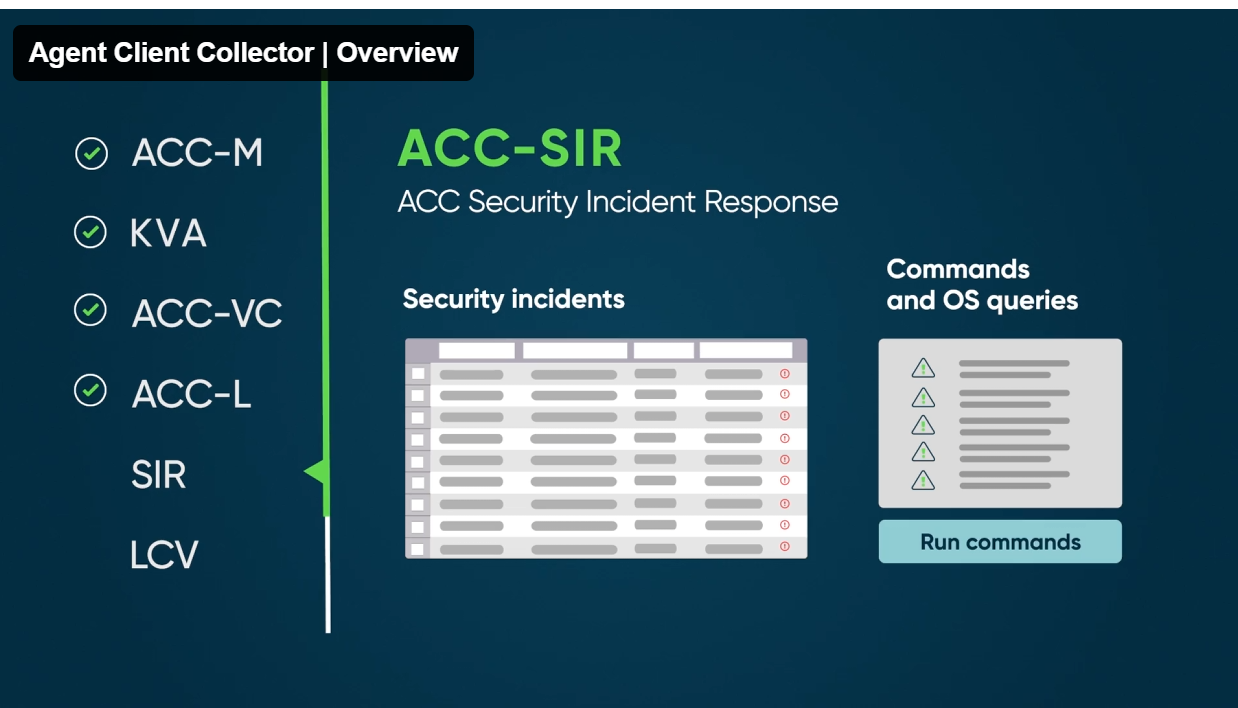 Agent Client Collector | Overview
ACC-M
KVA
ACC-VC
ACC-L
SIR
LCV
ACC-SIR
ACC Security Incident Response
Security incidents
Commands
and OS queries
Run commands